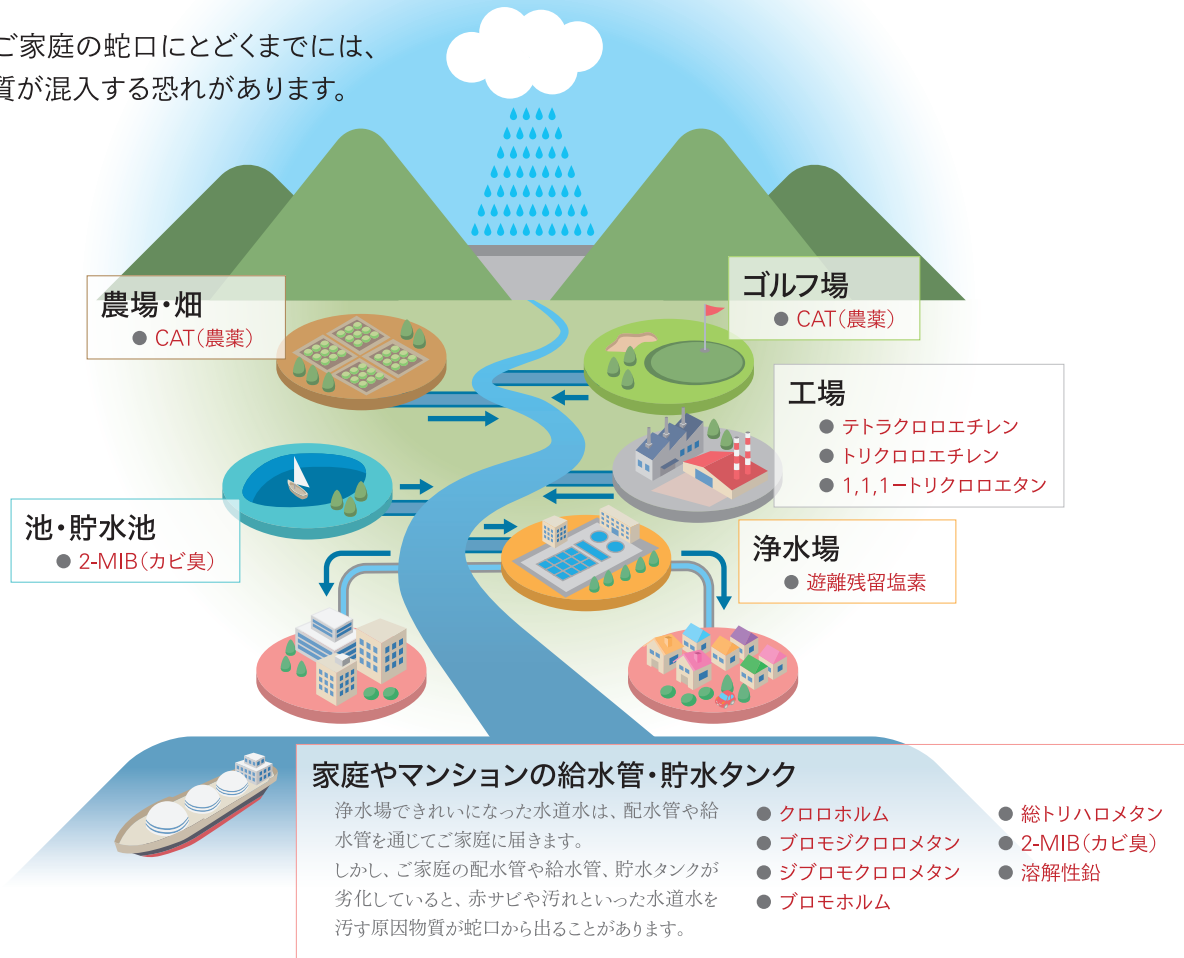 ご家庭の蛇口にとどくまでには、
質が混入する恐れがあります。
農場・畑
● CAT(農薬)
ゴルフ場
● CAT(農薬)
工場
● テトラクロロエチレン
● トリクロロエチレン
● 1,1,1ートリクロロエタン
池・貯水池
● 2-MIB(カビ臭)
浄水場
● 遊離残留塩素
家庭やマンションの給水管・貯水タンク
浄水場できれいになった水道水は、配水管や給
水管を通じてご家庭に届きます。
しかし、ご家庭の配水管や給水管、貯水タンクが
劣化していると、赤サビや汚れといった水道水を
汚す原因物質が蛇口から出ることがあります。
● クロロホルム
● ブロモジクロロメタン
● ジブロモクロロメタン
● ブロモホルム
● 総トリハロメタン
● 2-MIB(カビ臭)
● 溶解性鉛